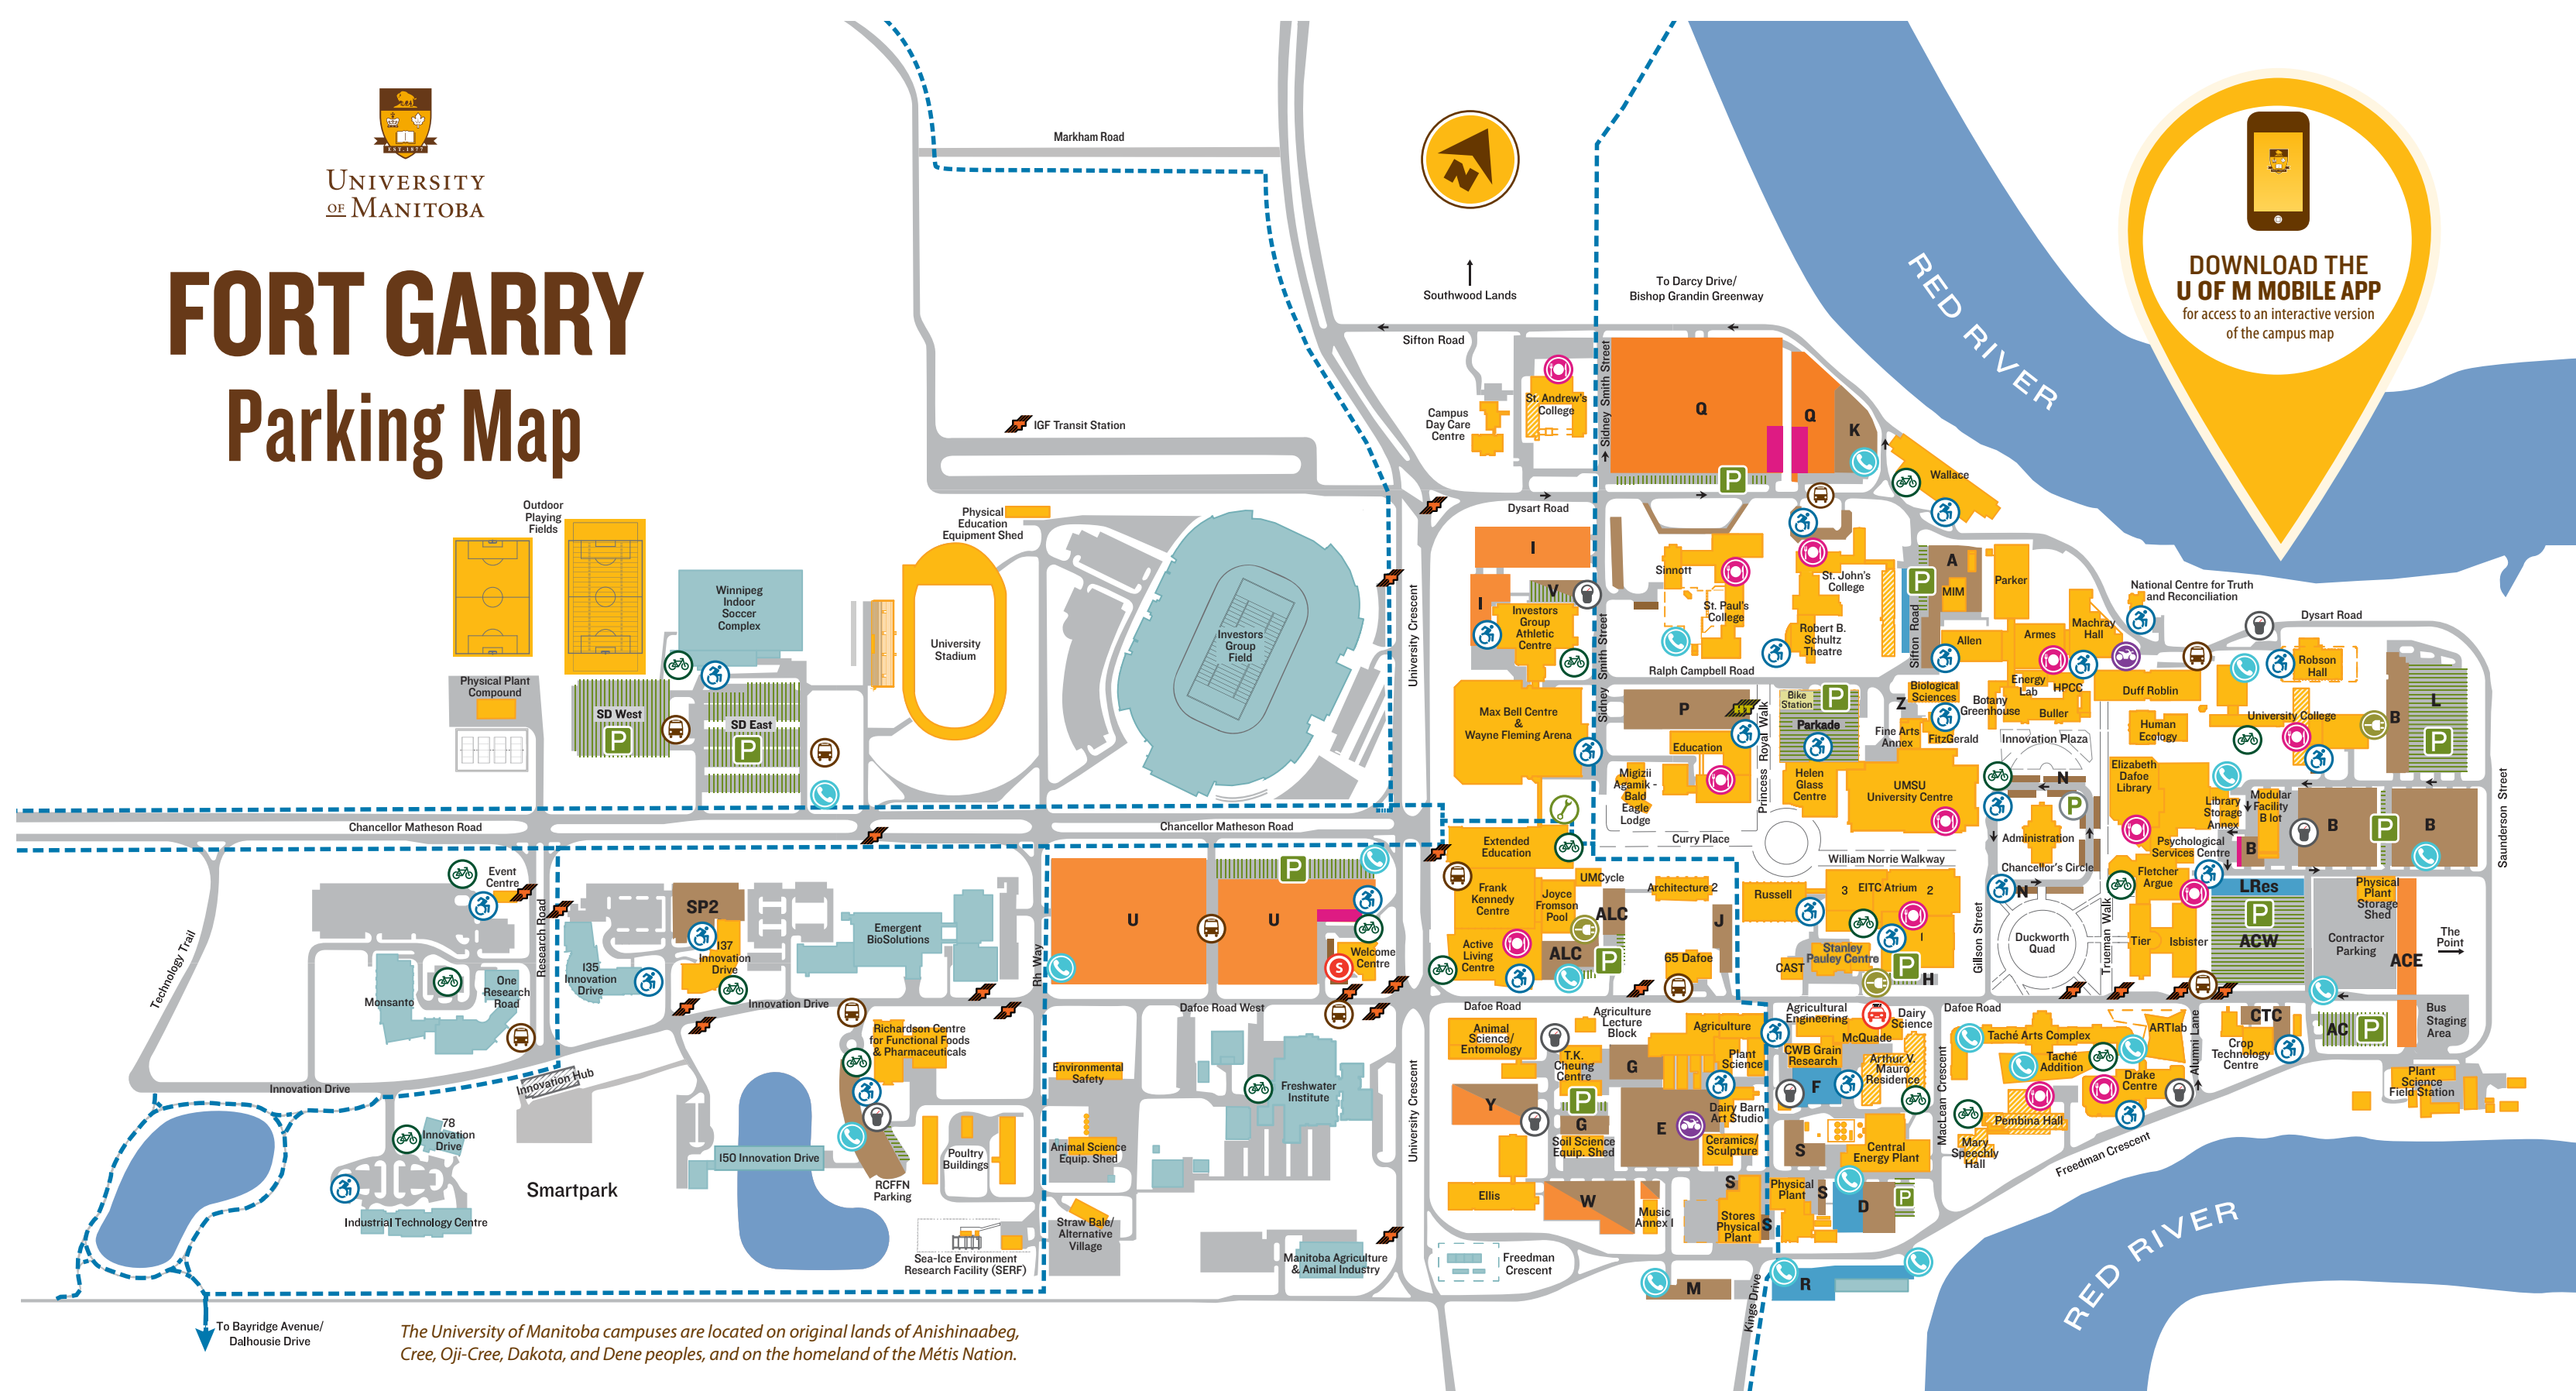 EST. 1877
UNIVERSITY
OF MANITOBA
FORT GARRY
Parking Map
Markham Road
N
Southwood Lands
To Darcy Drive/
Bishop Grandin Greenway
RED RIVER
DOWNLOAD THE
U OF M MOBILE APP
for access to an interactive version
of the campus map
Sifton Road
Sidney Smith Street
St. Andrew's
College
Campus
Day Care
Centre
Q
Q
K
P
Wallace
IGF Transit Station
Dysart Road
Outdoor
Playing
Fields
Physical
Education
Equipment Shed
Winnipeg
Indoor
Soccer
Complex
University
Stadium
Investors
Group
Field
University Crescent
Physical Plant
Compound
SD West
P
SD East
P
I
I
V
Investors
Group
Athletic
Centre
Sinnott
St. Paul's
College
St. John's
College
Robert B.
Schultz
Theatre
P
Sifton Road
A
MIM
Parker
Allen
Armes
Machray
Hall
National Centre for Truth
and Reconciliation
Dysart Road
Robson
Hall
Sidney Smith Street
Ralph Campbell Road
Max Bell Centre
&
Wayne Fleming Arena
P
Bike
Station
P
Parkade
Princess Royal Walk
Education
Migizii
Agamik -
Bald
Eagle
Lodge
Helen
Glass
Centre
Z
Biological
Sciences
Fine Arts
Annex
FitzGerald
Botany
Greenhouse
Energy
Lab
HPCC
Buller
Duff Roblin
Innovation Plaza
Human
Ecology
University College
B
L
P
UMSU
University Centre
N
P
Administration
Elizabeth
Dafoe
Library
Library
Storage
Annex
Modular
Facility
B lot
B
P
B
Saunderson Street
Chancellor Matheson Road
Chancellor Matheson Road
Curry Place
William Norrie Walkway
Chancellor's Circle
N
Psychological
Services Centre
B
Extended
Education
Technology Trail
Event
Centre
Research Road
SP2
137
Innovation
Drive
135
Innovation
Drive
Monsanto
One
Research
Road
Emergent
BioSolutions
Rh Way
U
U
P
Welcome
Centre
S
Frank
Kennedy
Centre
Joyce
Fromson
Pool
UMCycle
ALC
Active
Living
Centre
ALC
P
Architecture 2
J
65 Dafoe
Russell
3
EITC Atrium
2
1
Stanley
Pauley Centre
CAST
P
H
Gillson Street
Duckworth
Quad
Trueman Walk
Fletcher
Argue
Tier
Isbister
LRes
P
ACW
Physical
Plant
Storage
Shed
Contractor
Parking
ACE
The
Point
Innovation Drive
Dafoe Road West
Dafoe Road
Dafoe Road
Innovation Drive
Innovation Hub
78
Innovation
Drive
Industrial Technology Centre
Smartpark
150 Innovation Drive
Richardson Centre
for Functional Foods
& Pharmaceuticals
RCFFN
Parking
Poultry
Buildings
Sea-Ice Environment
Research Facility (SERF)
Environmental
Safety
Animal Science
Equip. Shed
Straw Bale/
Alternative
Village
Freshwater
Institute
Manitoba Agriculture
& Animal Industry
University Crescent
Animal
Science/
Entomology
Agriculture
Lecture
Block
Agriculture
T.K.
Cheung
Centre
G
Plant
Science
Y
P
G
Soil Science
Equip. Shed
E
Dairy Barn
Art Studio
Ceramics/
Sculpture
Ellis
W
Music
Annex I
S
Stores
Physical
Plant
S
Freedman
Crescent
M
Kings Drive
R
Agricultural
Engineering
Dairy
Science
McQuade
CWB Grain
Research
Arthur V.
Mauro
Residence
F
S
Central
Energy Plant
Physical
Plant
S
D
P
MacLean Crescent
Taché Arts Complex
Taché
Addition
ARTlab
Drake
Centre
Pembina Hall
Mary
Speechly
Hall
Alumni Lane
Freedman Crescent
CTC
Crop
Technology
Centre
AC
P
Bus
Staging
Area
Plant
Science
Field Station
RED RIVER
To Bayridge Avenue/
Dalhousie Drive
The University of Manitoba campuses are located on original lands of Anishinaabeg,
Cree, Oji-Cree, Dakota, and Dene peoples, and on the homeland of the Métis Nation.